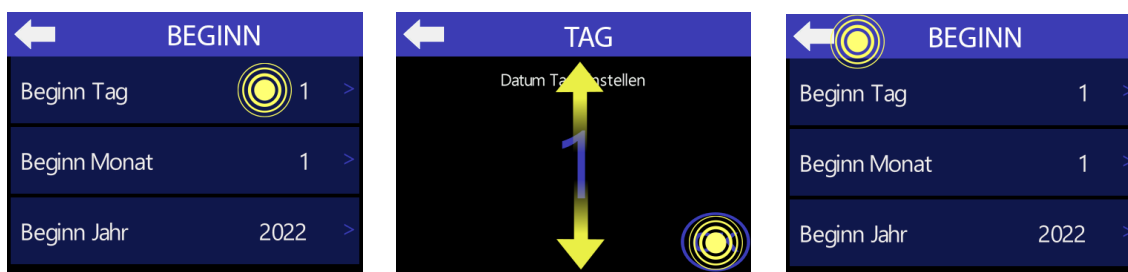 BEGINN
Beginn Tag 1 >
Beginn Monat 1 >
Beginn Jahr 2022 >
TAG
Datum instellen
1
BEGINN
Beginn Tag 1 >
Beginn Monat 1 >
Beginn Jahr 2022 >